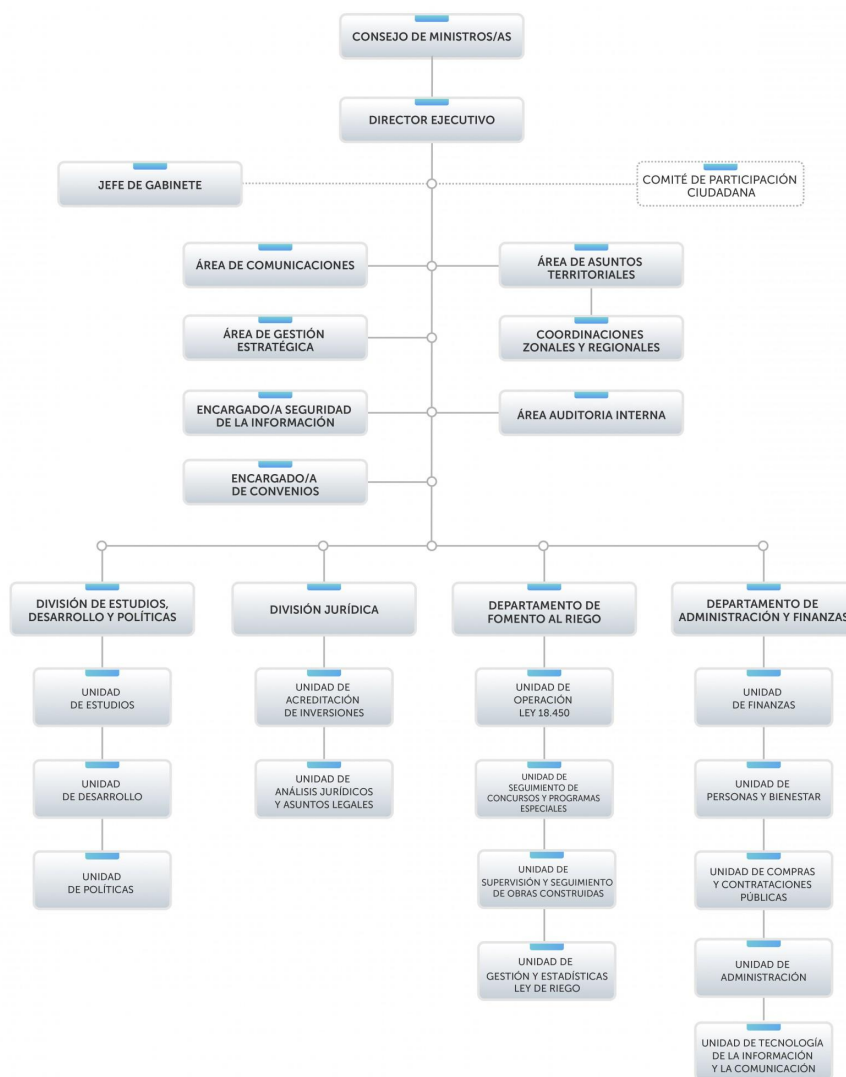 CONSEJO DE MINISTROS/AS
DIRECTOR EJECUTIVO
JEFE DE GABINETE
COMITÉ DE PARTICIPACIÓN
CIUDADANA
ÁREA DE COMUNICACIONES
ÁREA DE ASUNTOS
TERRITORIALES
ÁREA DE GESTIÓN
ESTRATÉGICA
COORDINACIONES
ZONALES Y REGIONALES
ENCARGADO/A SEGURIDAD
DE LA INFORMACIÓN
ÁREA AUDITORIA INTERNA
ENCARGADO/A
DE CONVENIOS
DIVISIÓN DE ESTUDIOS,
DESARROLLO Y POLÍTICAS
UNIDAD
DE ESTUDIOS
UNIDAD
DE DESARROLLO
UNIDAD
DE POLÍTICAS
DIVISIÓN JURÍDICA
UNIDAD DE
ACREDITACIÓN
DE INVERSIONES
UNIDAD DE
ANÁLISIS JURÍDICOS
Y ASUNTOS LEGALES
DEPARTAMENTO DE
FOMENTO AL RIEGO
UNIDAD DE
OPERACIÓN
LEY 18.450
UNIDAD DE
SEGUIMIENTO DE
CONCURSOS Y PROGRAMAS
ESPECIALES
UNIDAD DE
SUPERVISIÓN Y SEGUIMIENTO
DE OBRAS CONSTRUIDAS
UNIDAD DE
GESTIÓN Y ESTADÍSTICAS
LEY DE RIEGO
DEPARTAMENTO DE
ADMINISTRACIÓN Y FINANZAS
UNIDAD
DE FINANZAS
UNIDAD DE
PERSONAS Y BIENESTAR
UNIDAD DE COMPRAS
Y CONTRATACIONES
PÚBLICAS
UNIDAD DE
ADMINISTRACIÓN
UNIDAD DE TECNOLOGÍA
DE LA INFORMACIÓN
Y LA COMUNICACIÓN